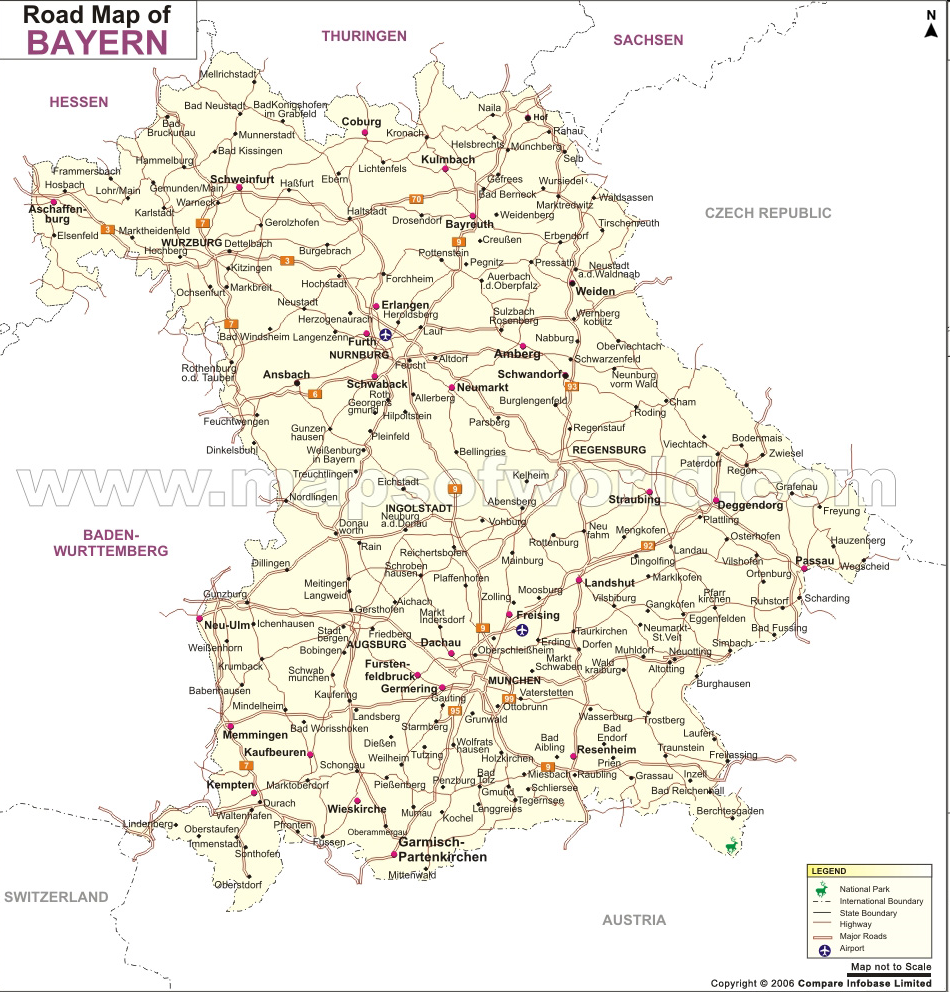 Road Map of
BAYERN
N
THURINGEN
SACHSEN
HESSEN
CZECH REPUBLIC
BADEN-
WURTTEMBERG
SWITZERLAND
AUSTRIA
Mellrichstadt
Bad Neustadt
BadKonigshofen
im Grabfeld
Bad
Bruckunau
Munnerstadt
Coburg
Kronach
Naila
Hof
Rahau
Helsbrechts
Munchberg
Selb
Hammelburg
Bad Kissingen
Lichtenfels
Kulmbach
Frammersbach
Hosbach
Lohr/Main
Gemunden/Main
Schweinfurt
Haßfurt
Ebern
Gefrees
Wursiedel
Bad Berneck
Waldsassen
Marktredwitz
Warneck
Karlstadt
Aschaffen-
burg
70
Haltstadt
Drosendorf
Weidenberg
Bayreuth
Tirschenreuth
Elsenfeld
3
Marktheidenfeld
7
Gerolzhofen
WURZBURG
Dettelbach
Hochberg
Burgebrach
9
Creußen
Erbendorf
Pottenstein
Pegnitz
Pressath
Neustadt
a.d.Waldnaab
Kitzingen
3
Forchheim
Auerbach
i.d.Oberpfalz
Weiden
Ochsenfurt
Markbreit
Hochstadt
Neustadt
Erlangen
Herzogenaurach
Heroldsberg
Sulzbach
Rosenberg
Wernberg
koblitz
7
Bad Windsheim
Langenzenn
Furth
Lauf
Nabburg
Oberviechtach
NURNBURG
Amberg
Schwarzenfeld
Rothenburg
o.d. Tauber
Ansbach
Feucht
Altdorf
Schwandorf
Neunburg
vorm Wald
Schwaback
Neumarkt
93
6
Roth
Georgens
gmund
Allerberg
Burglengenfeld
Cham
Roding
Hilpoltstein
Parsberg
Feuchtwengen
Gunzen
hausen
Pleinfeld
Regenstauf
Dinkelsbuhl
Weißenburg
in Bayern
Bellingries
REGENSBURG
Viechtach
Bodenmais
Zwiesel
Paterdorf
Regen
www.mapsofworld.com
Treuchtlingen
Eichstadt
Kelheim
Grafenau
Nordlingen
9
Abensberg
Straubing
Deggendorg
Freyung
Neuburg
a.d.Donau
INGOLSTADT
Vohburg
Plattling
Donau
worth
Rain
Neu
fahrn
Mengkofen
Osterhofen
Hauzenberg
Rottenburg
92
Reichertshofen
Mainburg
Landau
Dingolfing
Vilshofen
Passau
Wegscheid
Dillingen
Schroben
hausen
Plaffenhofen
Landshut
Marklkofen
Ortenburg
Meitingen
Langweid
Moosburg
Gunzburg
Zolling
Vilsbiburg
Pfarr
kirchen
Ruhstorf
Scharding
Gersthofen
Aichach
Markt
Indersdorf
Freising
Gangkofen
Eggenfelden
Neu-Ulm
Ichenhausen
Stadt
bergen
Friedberg
9
Taurkirchen
Neumarkt-
St.Veit
Bad Fussing
Weißenhorn
Bobingen
AUGSBURG
Dachau
Oberschleißheim
Erding
Dorfen
Muhldorf
Simbach
Neuotting
Krumback
Schwab
munchen
Fursten-
feldbruck
Markt
Schwaben
Wald
kraiburg
Altotting
Babenhausen
Kaufering
Germering
MUNCHEN
Vaterstetten
Burghausen
Mindelheim
Gauting
99
Ottobrunn
Landsberg
95
Grunwald
Wasserburg
Trostberg
Memmingen
Bad Worisshoken
Starmberg
Bad
Endorf
Laufen
Dießen
Wolfrats
hausen
Bad
Aibling
Resenheim
Traunstein
Freilassing
Kaufbeuren
Weilheim
Tutzing
Holzkirchen
Prien
7
Schongau
9
Miesbach
Raubling
Grassau
Inzell
Kempten
Marktoberdorf
Pießenberg
Penzburg
Bad
Tolz
Schliersee
Bad Reichenhall
Durach
Gmund
Tegernsee
Wieskirche
Murnau
Lenggreies
Berchtesgaden
Waltenhafen
Kochel
Lindenberg
Oberstaufen
Pfronten
Oberammergau
Immenstadt
Fussen
Garmisch-
Partenkirchen
Sonthofen
Mittenwald
Oberstdorf
LEGEND
National Park
International Boundary
State Boundary
Highway
Major Roads
Airport
Map not to Scale
Copyright © 2006 Compare Infobase Limited